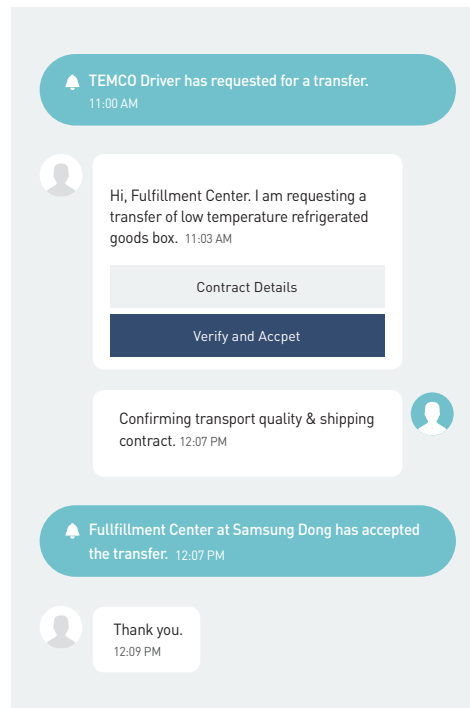 TEMCO Driver has requested for a transfer.
11:00 AM
Hi, Fulfillment Center. I am requesting a
transfer of low temperature refrigerated
goods box. 11:03 AM
Contract Details
Verify and Accpet
Confirming transport quality & shipping
contract. 12:07 PM
Fullfillment Center at Samsung Dong has accepted
the transfer. 12:07 PM
Thank you.
12:09 PM